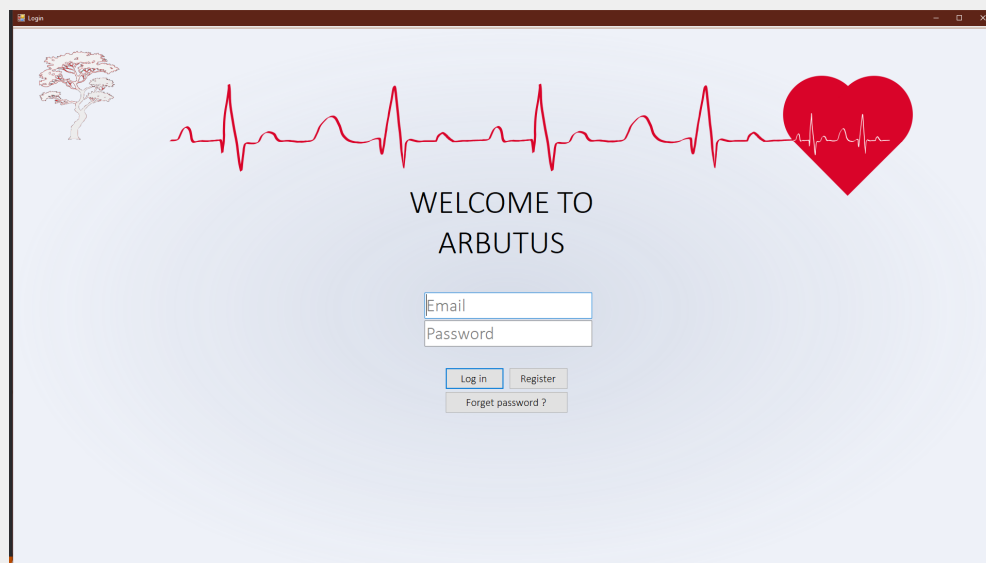 Login
WELCOME TO
ARBUTUS
Email
Password
Log in Register
Forget password ?